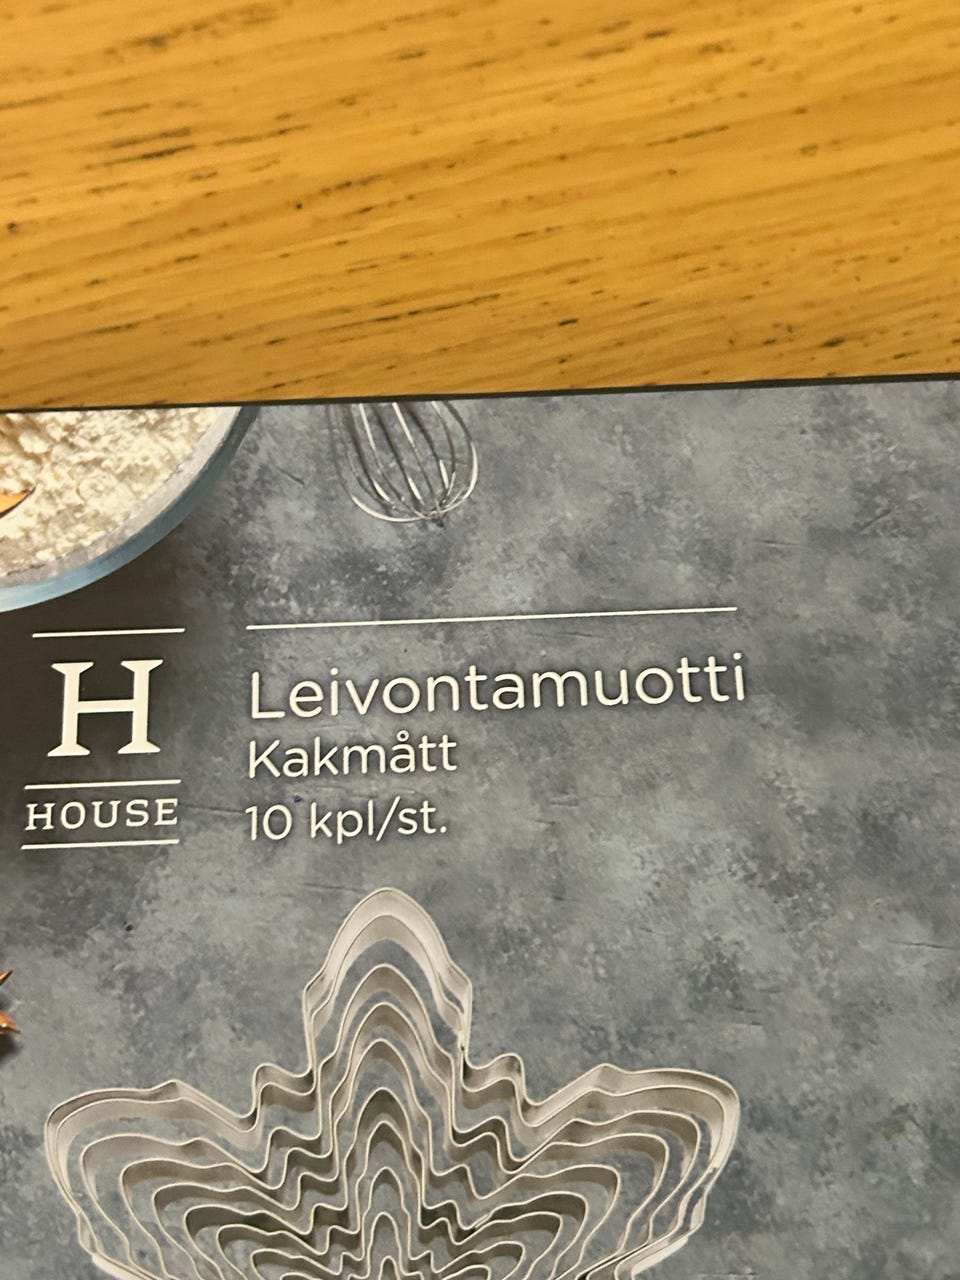 H
HOUSE
Leivontamuotti
Kakmått
10 kpl/st.